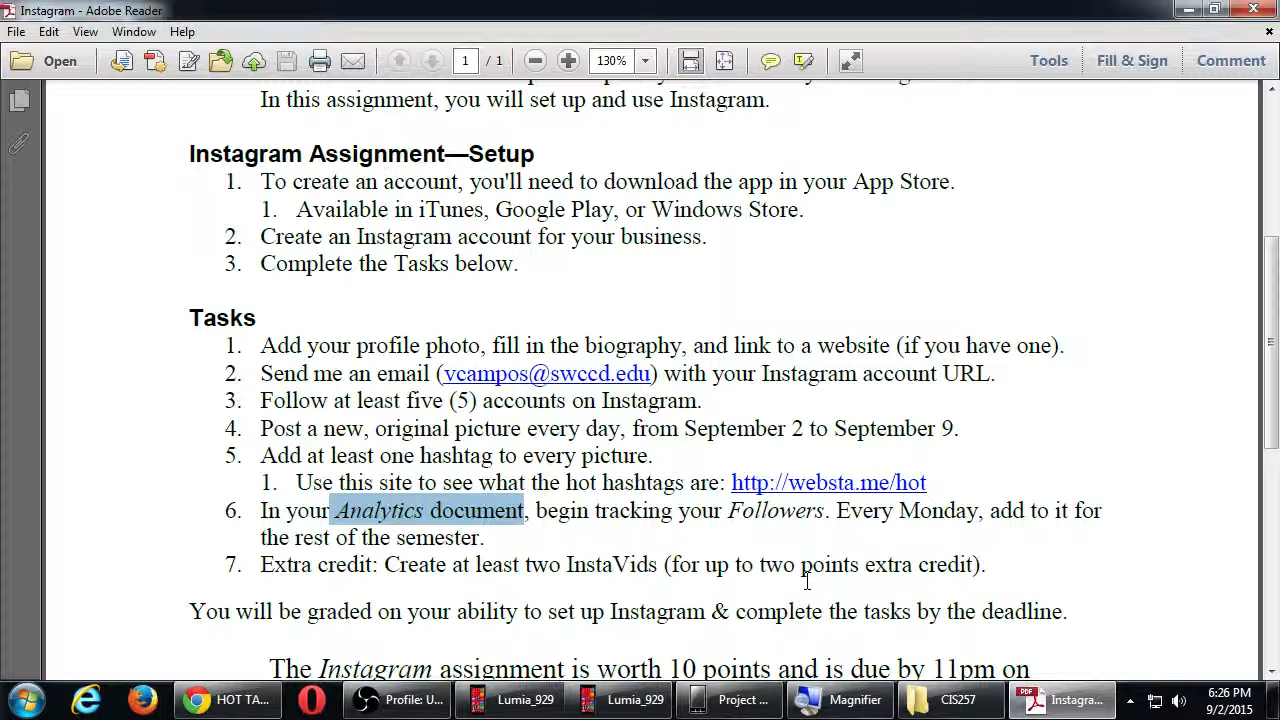 Instagram - Adobe Reader
File Edit View Window Help
Open 1 / 1 130% Tools Fill & Sign Comment
In this assignment, you will set up and use Instagram.
Instagram Assignment—Setup
1. To create an account, you'll need to download the app in your App Store.
1. Available in iTunes, Google Play, or Windows Store.
2. Create an Instagram account for your business.
3. Complete the Tasks below.
Tasks
1. Add your profile photo, fill in the biography, and link to a website (if you have one).
2. Send me an email (vcampos@swccd.edu) with your Instagram account URL.
3. Follow at least five (5) accounts on Instagram.
4. Post a new, original picture every day, from September 2 to September 9.
5. Add at least one hashtag to every picture.
1. Use this site to see what the hot hashtags are: http://websta.me/hot
6. In your Analytics document, begin tracking your Followers. Every Monday, add to it for
the rest of the semester.
7. Extra credit: Create at least two InstaVids (for up to two points extra credit).
You will be graded on your ability to set up Instagram & complete the tasks by the deadline.
The Instagram assignment is worth 10 points and is due by 11pm on
HOT TA... Profile: U... Lumia_929 Lumia_929 Project ... Magnifier CIS257 Instagra... 6:26 PM
9/2/2015